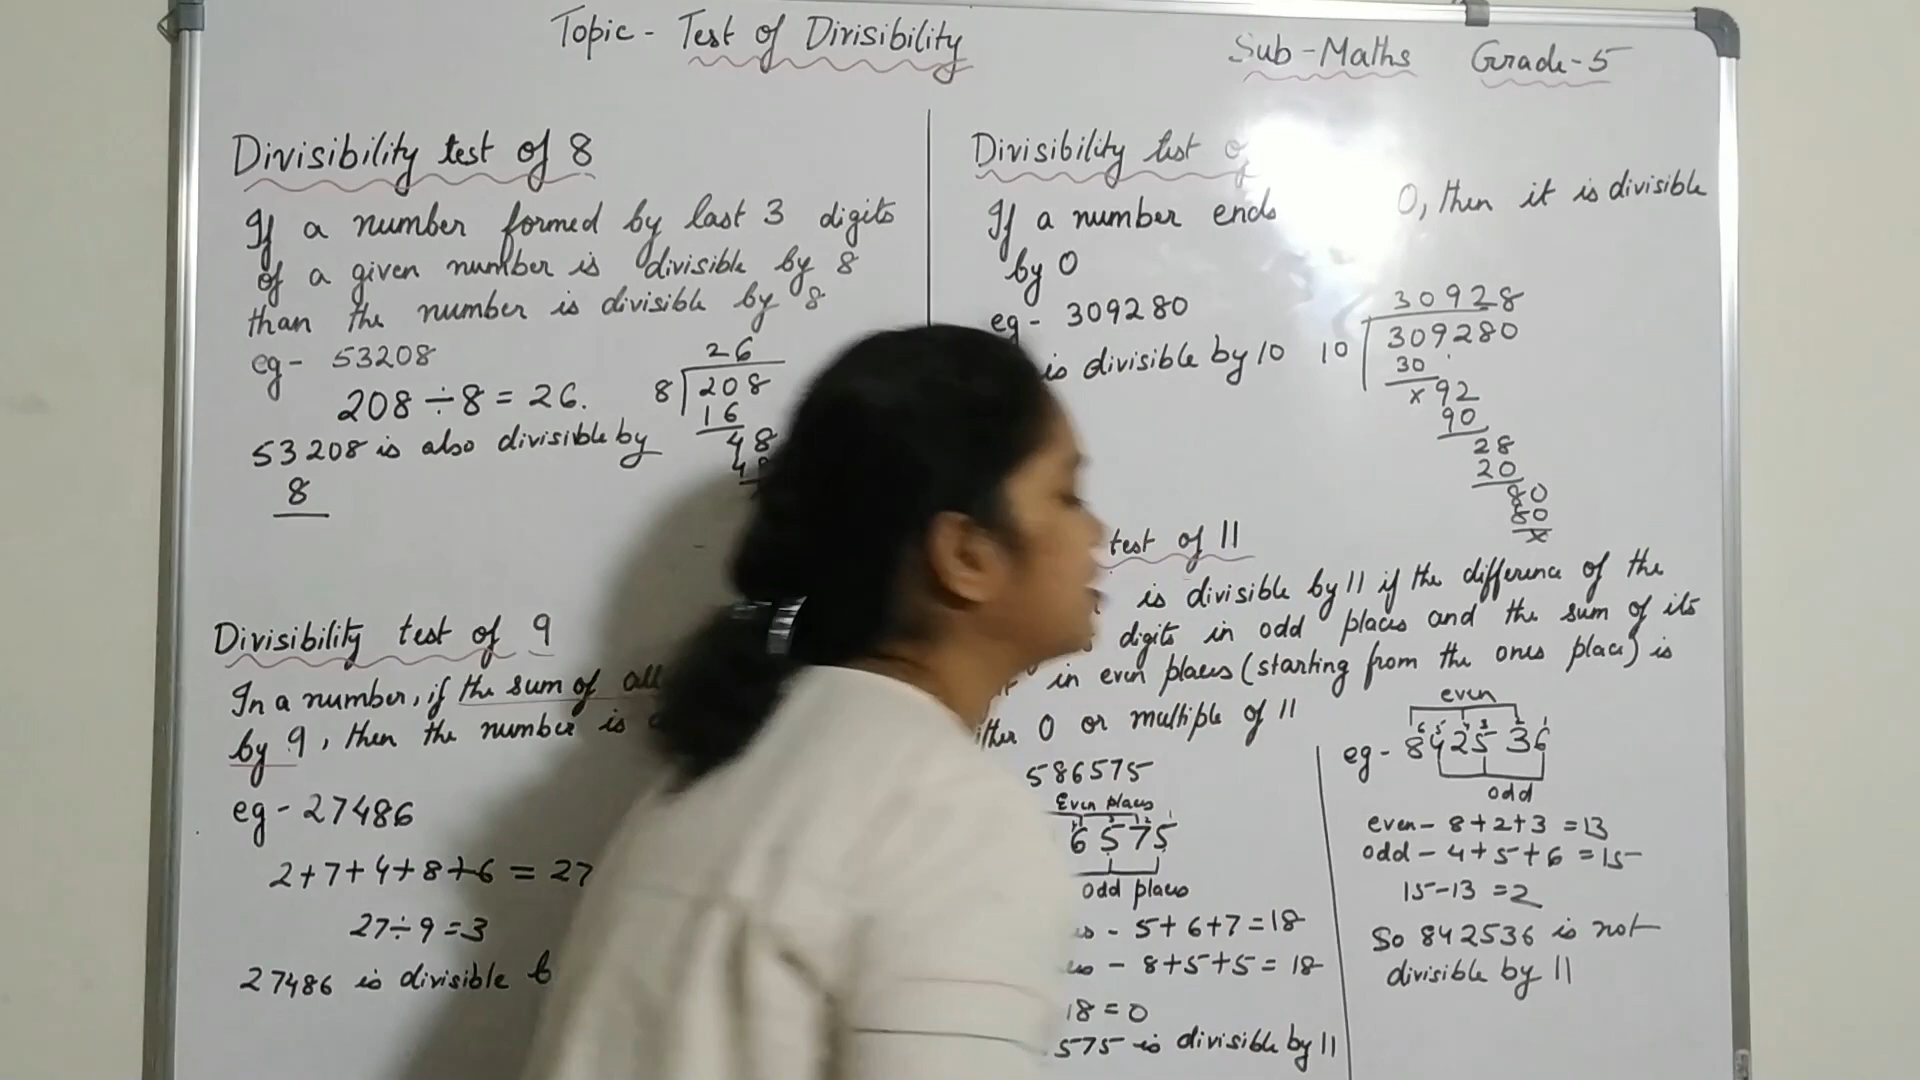 Topic - Test of Divisibility
Sub - Maths Grade - 5
Divisibility test of 8
If a number formed by last 3 digits
of a given number is divisible by 8
than the number is divisible by 8
eg - 53208
208 ÷ 8 = 26.
53208 is also divisible by
8
26
8 208
16
48
Divisibility test of 9
In a number, if the sum of all
by 9, then the number is
eg - 27486
2+7+4+8+6 = 27
27÷9 = 3
27486 is divisible
Divisibility test
If a number ends 0, then it is divisible
by 0
eg - 309280
is divisible by 10
30928
10 309280
30
x 92
90
28
20
80
80
x
test of 11
is divisible by 11 if the difference of the
digits in odd places and the sum of its
in even places (starting from the ones place) is
0 or multiple of 11
586575
Even places
6575
odd places
- 5+6+7 = 18
- 8+5+5 = 18
18 = 0
575 is divisible by 11
even
6 5 4 3 2 1
eg - 842536
odd
even - 8+2+3 = 13
odd - 4+5+6 = 15
15-13 = 2
So 842536 is not
divisible by 11